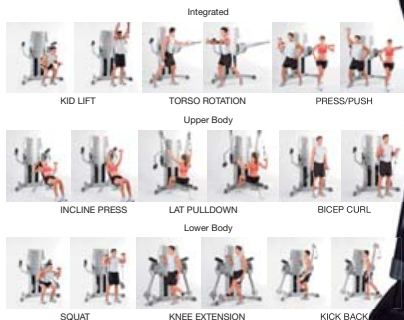 Integrated
KID LIFT TORSO ROTATION PRESS/PUSH
Upper Body
INCLINE PRESS LAT PULLDOWN BICEP CURL
Lower Body
SQUAT KNEE EXTENSION KICK BACK